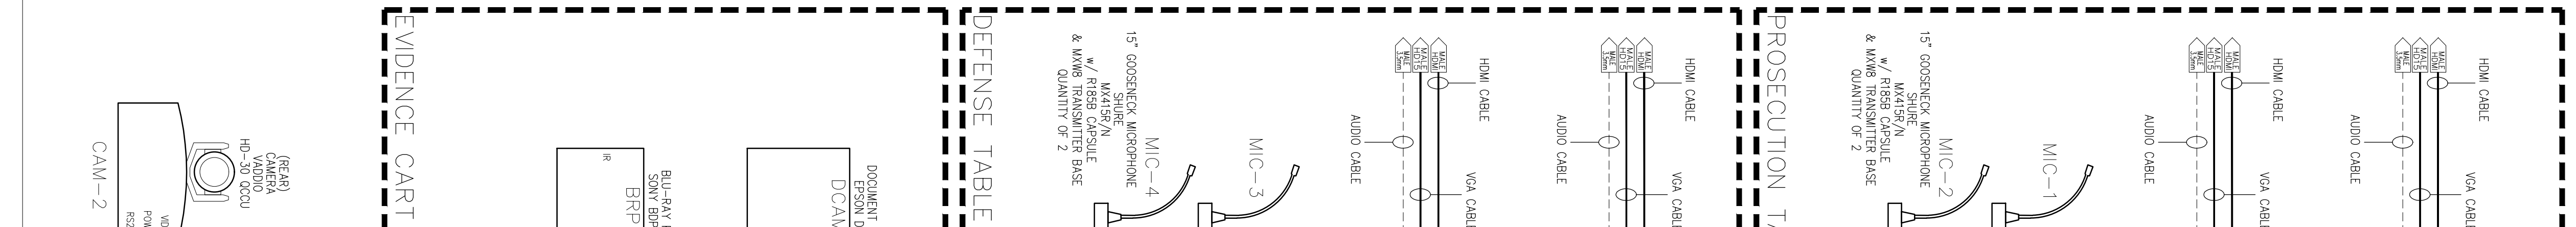 PROSECUTION TA
HDMI CABLE
VGA CABLE
AUDIO CABLE
MALE HDMI
MALE HD15
MALE 3.5mm
HDMI CABLE
VGA CABLE
AUDIO CABLE
MALE HDMI
MALE HD15
MALE 3.5mm
MIC-1
MIC-2
15" GOOSENECK MICROPHONE
SHURE
MX415R/N
w/ R185B CAPSULE
& MXW8 TRANSMITTER BASE
QUANTITY OF 2
DEFENSE TABLE
HDMI CABLE
VGA CABLE
AUDIO CABLE
MALE HDMI
MALE HD15
MALE 3.5mm
HDMI CABLE
VGA CABLE
AUDIO CABLE
MALE HDMI
MALE HD15
MALE 3.5mm
MIC-3
MIC-4
15" GOOSENECK MICROPHONE
SHURE
MX415R/N
w/ R185B CAPSULE
& MXW8 TRANSMITTER BASE
QUANTITY OF 2
EVIDENCE CART
DOCUMENT
EPSON D
DCAM
BLU-RAY
SONY BDP
BRP
IR
(REAR)
CAMERA
VADDIO
HD-30 QCCU
CAM-2
VID
POW
RS2